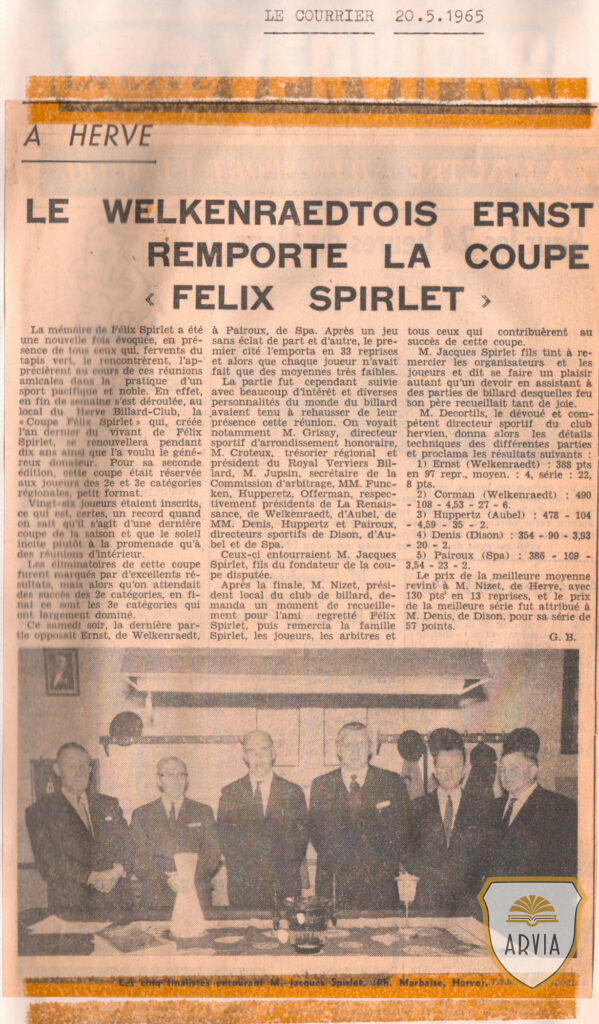 LE COURRIER 20.5.1965
A HERVE
LE WELKENRAEDTOIS ERNST
REMPORTE LA COUPE
« FELIX SPIRLET »
La mémoire de Félix Spirlet a été
une nouvelle fois évoquée, en pré-
sence de tous ceux qui, fervents du
tapis vert, le rencontrèrent, l'ap-
précièrent au cours de ces réunions
amicales dans la pratique d'un
sport pacifique et noble. En effet,
en fin de semaine s'est déroulée, au
local du Herve Billard-Club, la
«Coupe Félix Spirlet» qui, créée
l'an dernier du vivant de Félix
Spirlet, se renouvellera pendant
dix ans ainsi que l'a voulu le géné-
reux donateur. Pour sa seconde
édition, cette coupe était réservée
aux joueurs des 2e et 3e catégories
régionales, petit format.
Vingt-six joueurs étaient inscrits,
ce qui est, certes, un record quand
on sait qu'il s'agit d'une dernière
coupe de la saison et que le soleil
incite plutôt à la promenade qu'à
des réunions d'intérieur.
Les éliminatoires de cette coupe
furent marqués par d'excellents ré-
sultats, mais alors qu'on attendait
des succès des 2e catégories, en fi-
nal ce sont les 3e catégories qui
ont largement dominé.
Ce samedi soir, la dernière par-
tie opposait Ernst, de Welkenraedt,
à Pairoux, de Spa. Après un jeu
sans éclat de part et d'autre, le pre-
mier cité l'emporta en 33 reprises
et alors que chaque joueur n'avait
fait que des moyennes très faibles.
La partie fut cependant suivie
avec beaucoup d'intérêt et diverses
personnalités du monde du billard
avaient tenu à rehausser de leur
présence cette réunion. On voyait
notamment M. Grissay, directeur
sportif d'arrondissement honoraire,
M. Croteux, trésorier régional et
président du Royal Verviers Bil-
lard, M. Jupsin, secrétaire de la
Commission d'arbitrage, MM. Func-
ken, Hupperetz, Offerman, respec-
tivement présidents de La Renais-
sance, de Welkenraedt, d'Aubel, de
MM. Denis, Huppertz et Pairoux,
directeurs sportifs de Dison, d'Au-
bel et de Spa.
Ceux-ci entourraient M. Jacques
Spirlet, fils du fondateur de la cou-
pe disputée.
Après la finale, M. Nizet, prési-
dent local du club de billard, de-
manda un moment de recueille-
ment pour l'ami regretté Félix
Spirlet, puis remercia la famille
Spirlet, les joueurs, les arbitres et
tous ceux qui contribuèrent au
succès de cette coupe.
M. Jacques Spirlet fils tint à re-
mercier les organisateurs et les
joueurs et dit se faire un plaisir
autant qu'un devoir en assistant à
des parties de billard desquelles feu
son père recueillait tant de joie.
M. Decortils, le dévoué et com-
pétent directeur sportif du club
hervien, donna alors les détails
techniques des différentes parties
et proclama les résultats suivants :
1) Ernst (Welkenraedt) : 388 pts
en 97 repr., moyen. : 4, série : 22,
8 pts.
2) Corman (Welkenraedt) : 490
- 108 - 4,53 - 27 - 6.
3) Huppertz (Aubel) : 478 - 104
- 4,59 - 35 - 2.
4) Denis (Dison) : 354 - 90 - 3,93
- 20 - 2.
5) Pairoux (Spa) : 386 - 109 -
3,54 - 23 - 2.
Le prix de la meilleure moyenne
revint à M. Nizet, de Herve, avec
130 pts' en 13 reprises, et le prix
de la meilleure série fut attribué à
M. Denis, de Dison, pour sa série de
57 points.
G. B.
Les cinq finalistes entourant M. Jacques Spirlet. (Ph. Marbaise, Herve).
ARVIA